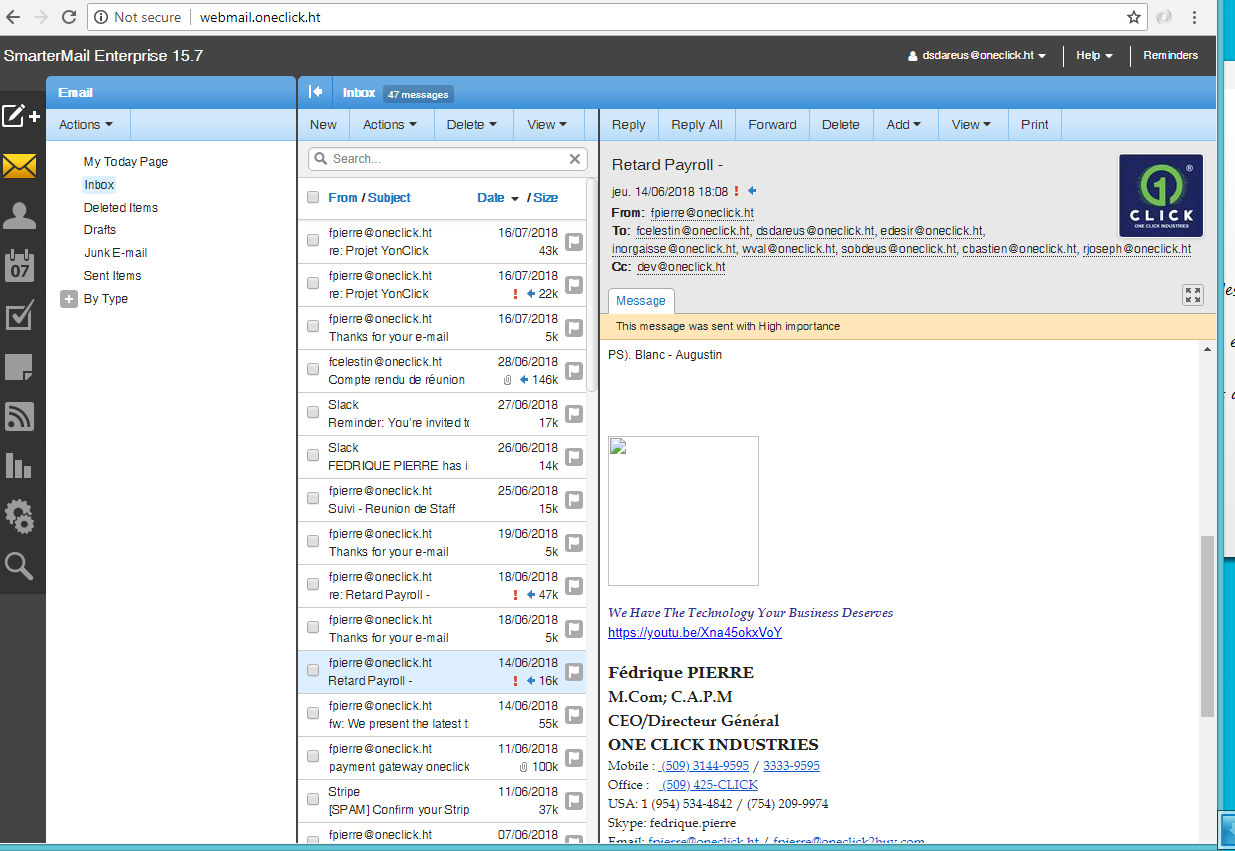 Not secure webmail.oneclick.ht
SmarterMail Enterprise 15.7
dsdareus@oneclick.ht
Help
Reminders
Email
Inbox 47 messages
Actions
New Actions Delete View
Reply Reply All Forward Delete Add View Print
My Today Page
Inbox
Deleted Items
Drafts
Junk E-mail
Sent Items
By Type
07
Search...
From / Subject Date / Size
fpierre@oneclick.ht 16/07/2018
re: Projet YonClick 43k
fpierre@oneclick.ht 16/07/2018
re: Projet YonClick ! 22k
fpierre@oneclick.ht 16/07/2018
Thanks for your e-mail 5k
fcelestin@oneclick.ht 28/06/2018
Compte rendu de réunion 146k
Slack 27/06/2018
Reminder: You're invited to 17k
Slack 26/06/2018
FEDRIQUE PIERRE has i 14k
fpierre@oneclick.ht 25/06/2018
Suivi - Reunion de Staff 15k
fpierre@oneclick.ht 19/06/2018
Thanks for your e-mail 5k
fpierre@oneclick.ht 18/06/2018
re: Retard Payroll - ! 47k
fpierre@oneclick.ht 18/06/2018
Thanks for your e-mail 5k
fpierre@oneclick.ht 14/06/2018
Retard Payroll - ! 16k
fpierre@oneclick.ht 14/06/2018
fw: We present the latest t 55k
fpierre@oneclick.ht 11/06/2018
payment gateway oneclick 100k
Stripe 11/06/2018
[SPAM] Confirm your Strip 37k
fpierre@oneclick.ht 07/06/2018
Retard Payroll -
jeu. 14/06/2018 18:08 !
From: fpierre@oneclick.ht
To: fcelestin@oneclick.ht, dsdareus@oneclick.ht, edesir@oneclick.ht,
inorgaisse@oneclick.ht, wval@oneclick.ht, sobdeus@oneclick.ht, cbastien@oneclick.ht, rjoseph@oneclick.ht
Cc: dev@oneclick.ht
1 ®
CLICK
ONE CLICK INDUSTRIES
Message
This message was sent with High importance
PS). Blanc - Augustin
We Have The Technology Your Business Deserves
https://youtu.be/Xna45okxVoY
Fédrique PIERRE
M.Com; C.A.P.M
CEO/Directeur Général
ONE CLICK INDUSTRIES
Mobile : (509) 3144-9595 / 3333-9595
Office : (509) 425-CLICK
USA: 1 (954) 534-4842 / (754) 209-9974
Skype: fedrique.pierre
Email: fpierre@oneclick.ht / fpierre@oneclick2buy.com